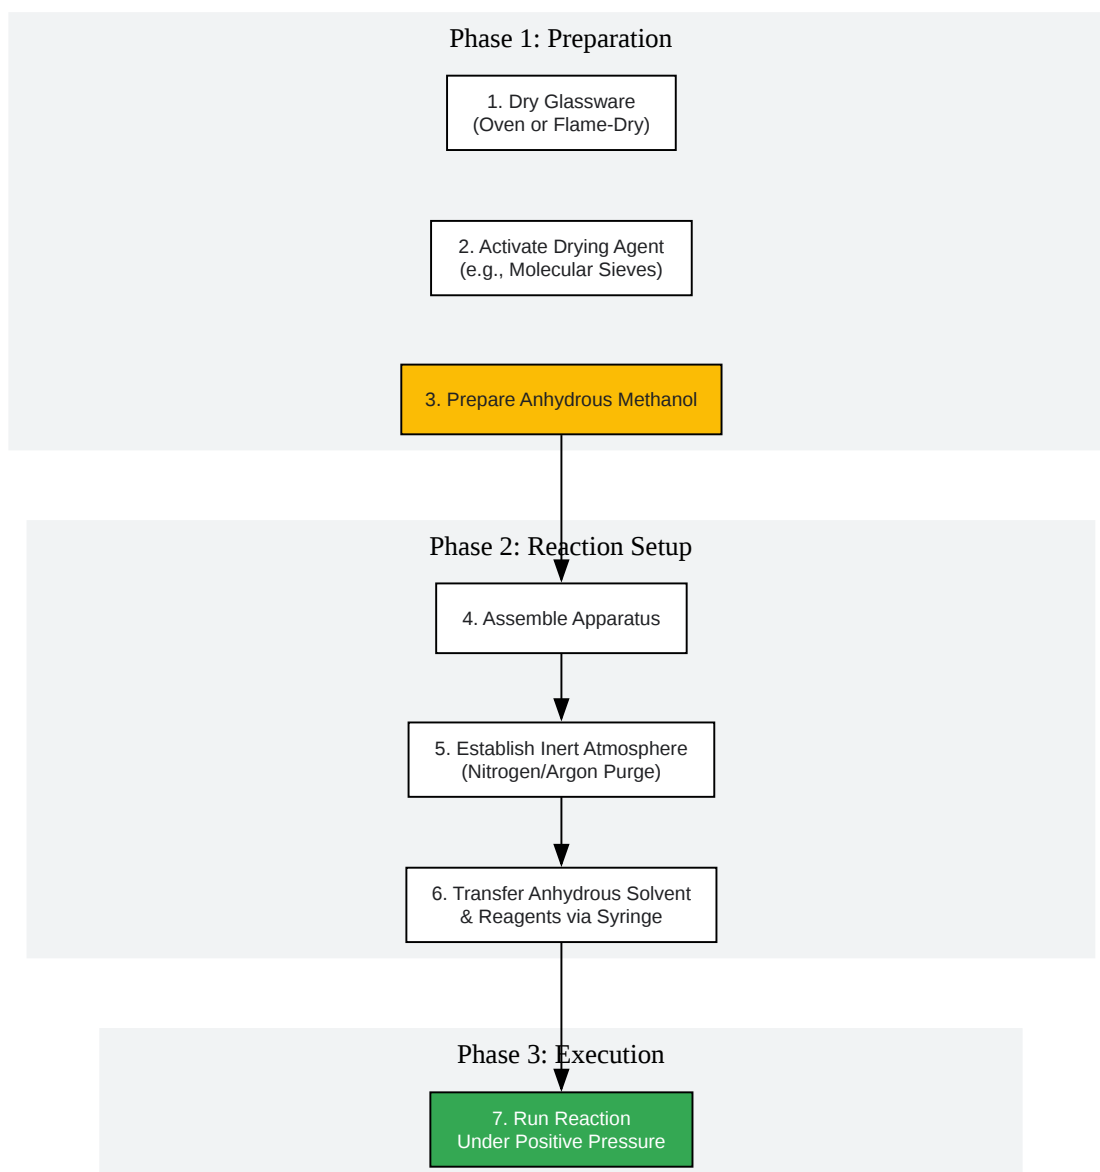 Phase 1: Preparation
1. Dry Glassware
(Oven or Flame-Dry)
2. Activate Drying Agent
(e.g., Molecular Sieves)
3. Prepare Anhydrous Methanol
Phase 2: Reaction Setup
4. Assemble Apparatus
5. Establish Inert Atmosphere
(Nitrogen/Argon Purge)
6. Transfer Anhydrous Solvent
& Reagents via Syringe
Phase 3: Execution
7. Run Reaction
Under Positive Pressure